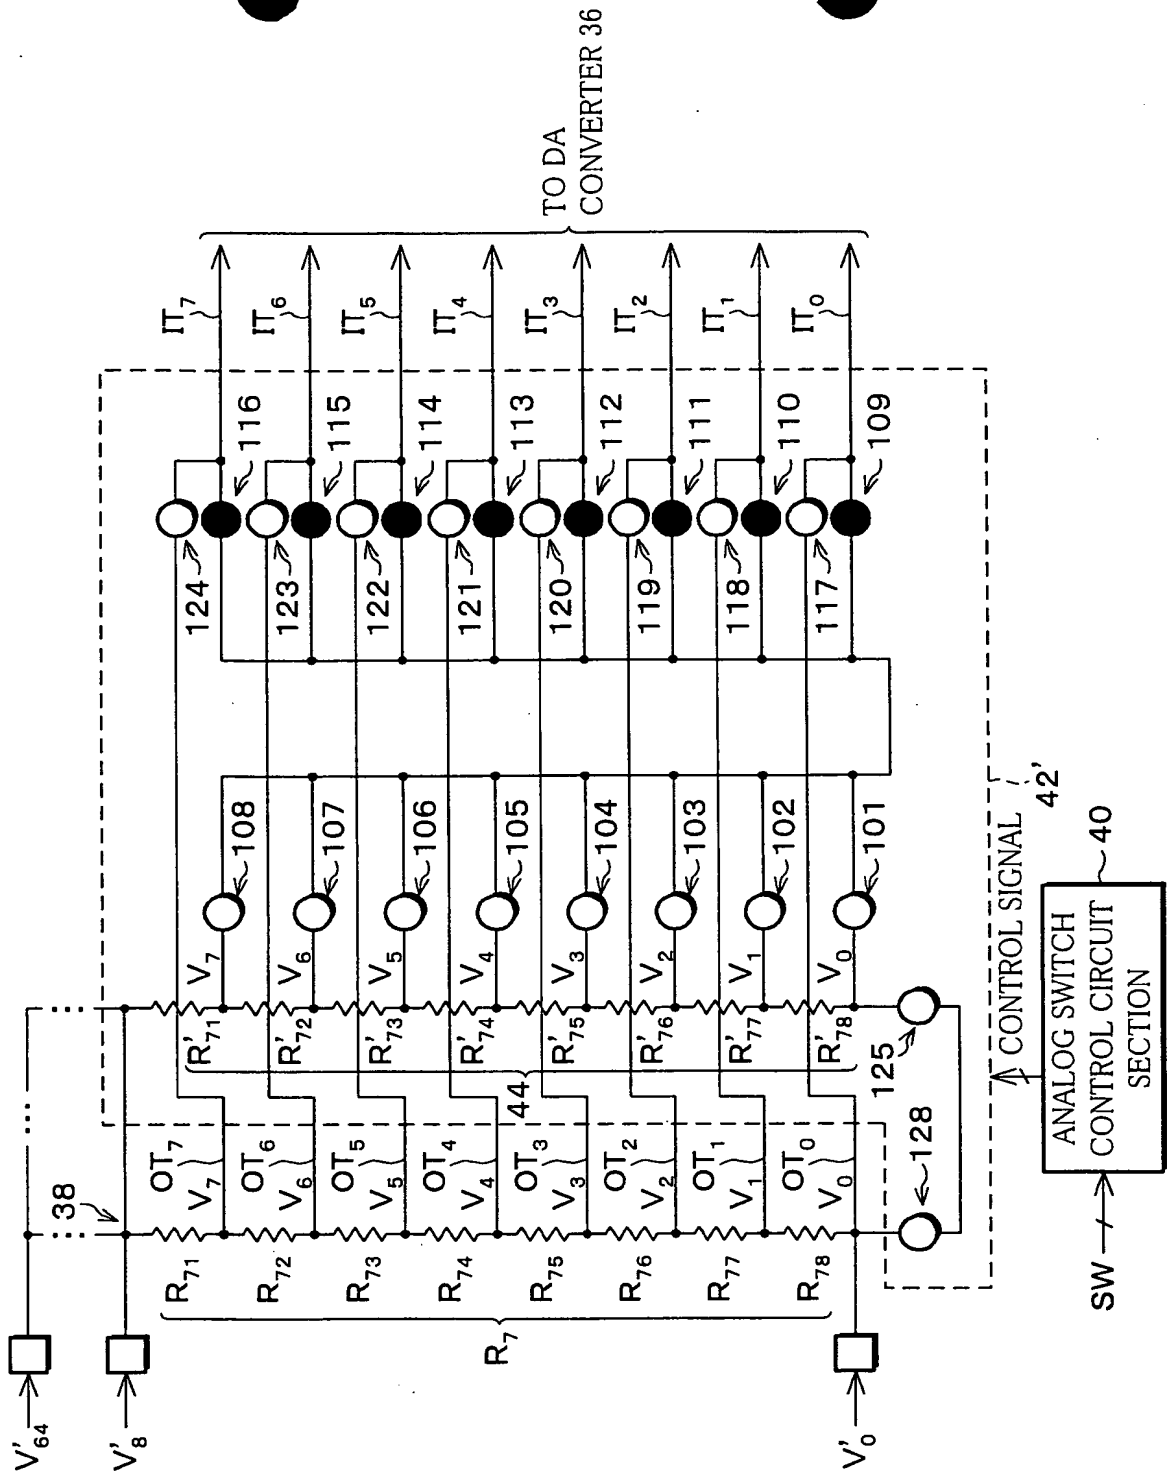 V'64
V'8
V'0
38
R71
R72
R73
R74
R75
R76
R77
R78
R7
OT7
V7
OT6
V6
OT5
V5
OT4
V4
OT3
V3
OT2
V2
OT1
V1
OT0
V0
128
44
R'71
R'72
R'73
R'74
R'75
R'76
R'77
R'78
125
V7
V6
V5
V4
V3
V2
V1
V0
108
107
106
105
104
103
102
101
124
123
122
121
120
119
118
117
116
115
114
113
112
111
110
109
IT7
IT6
IT5
IT4
IT3
IT2
IT1
IT0
TO DA
CONVERTER 36
CONTROL SIGNAL
42'
40
ANALOG SWITCH
CONTROL CIRCUIT
SECTION
SW